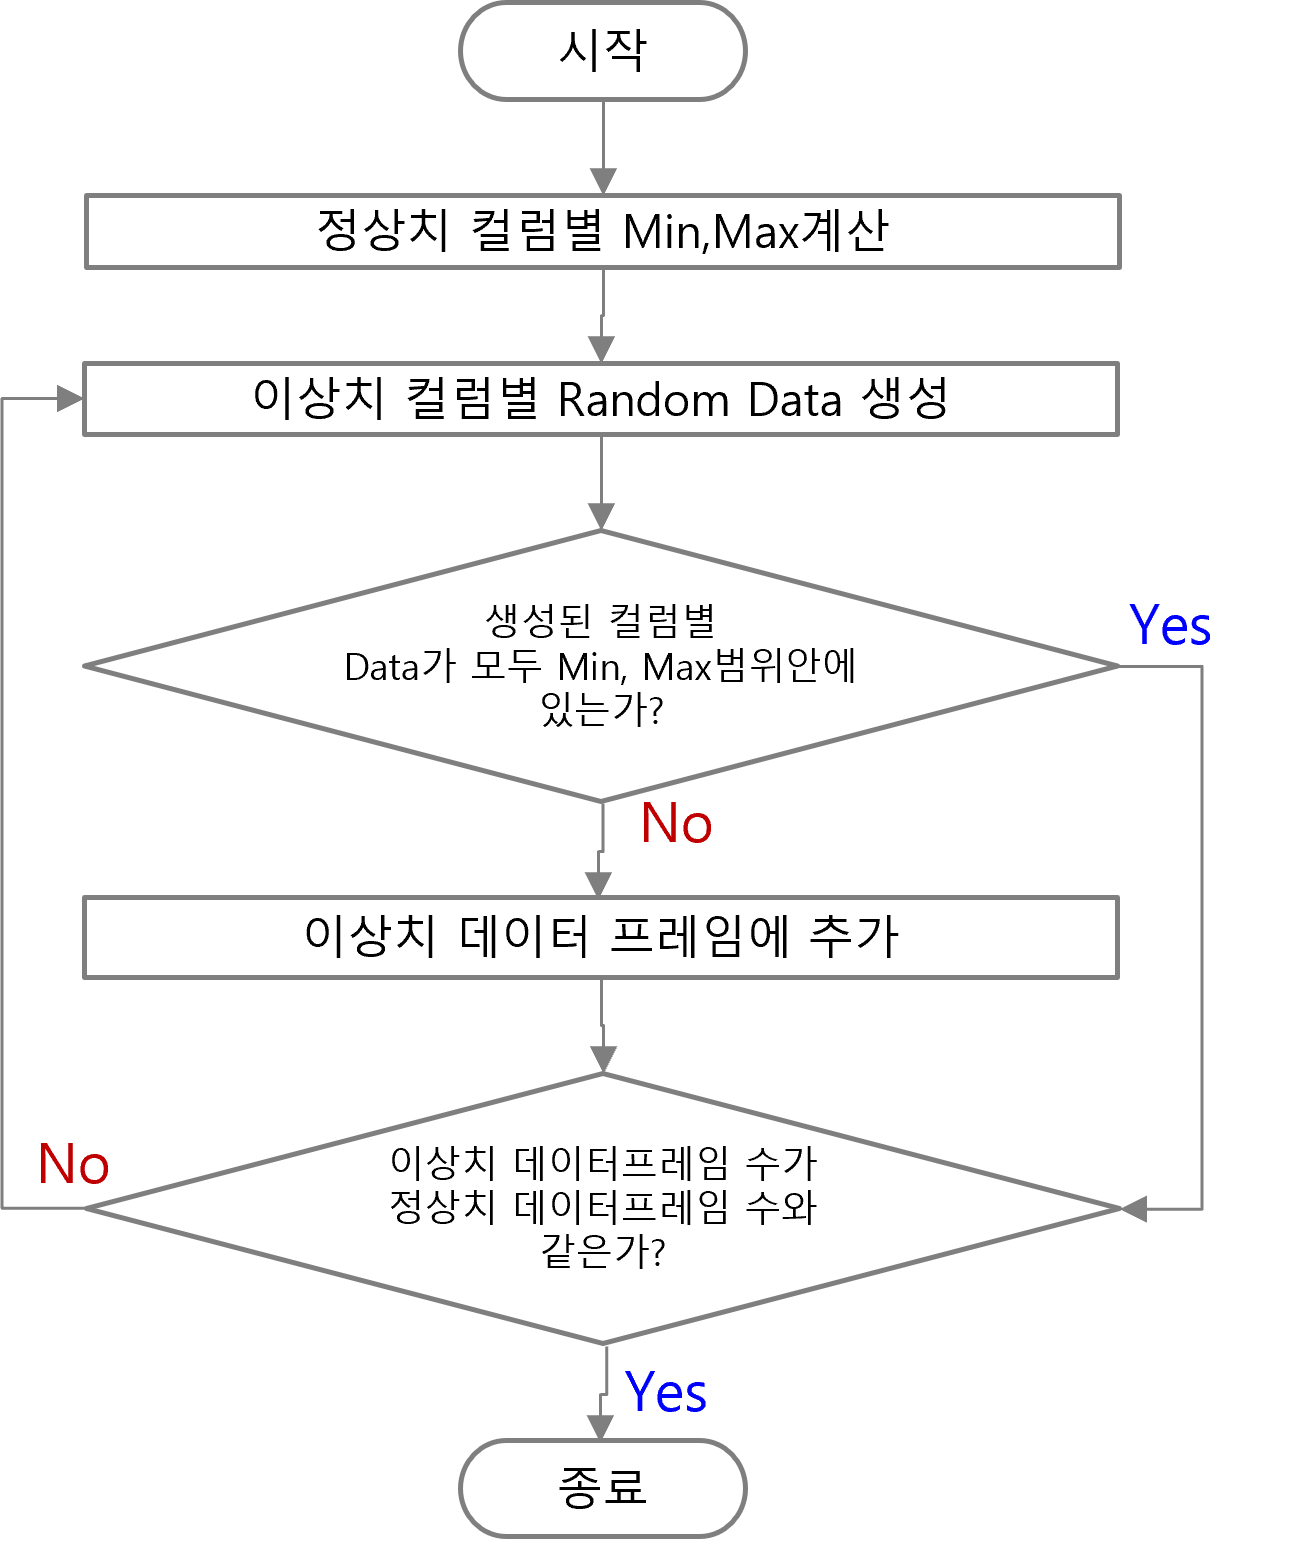 시작
정상치 컬럼별 Min,Max계산
이상치 컬럼별 Random Data 생성
생성된 컬럼별
Data가 모두 Min, Max범위안에
있는가?
Yes
No
이상치 데이터 프레임에 추가
이상치 데이터프레임 수가
정상치 데이터프레임 수와
같은가?
No
Yes
종료